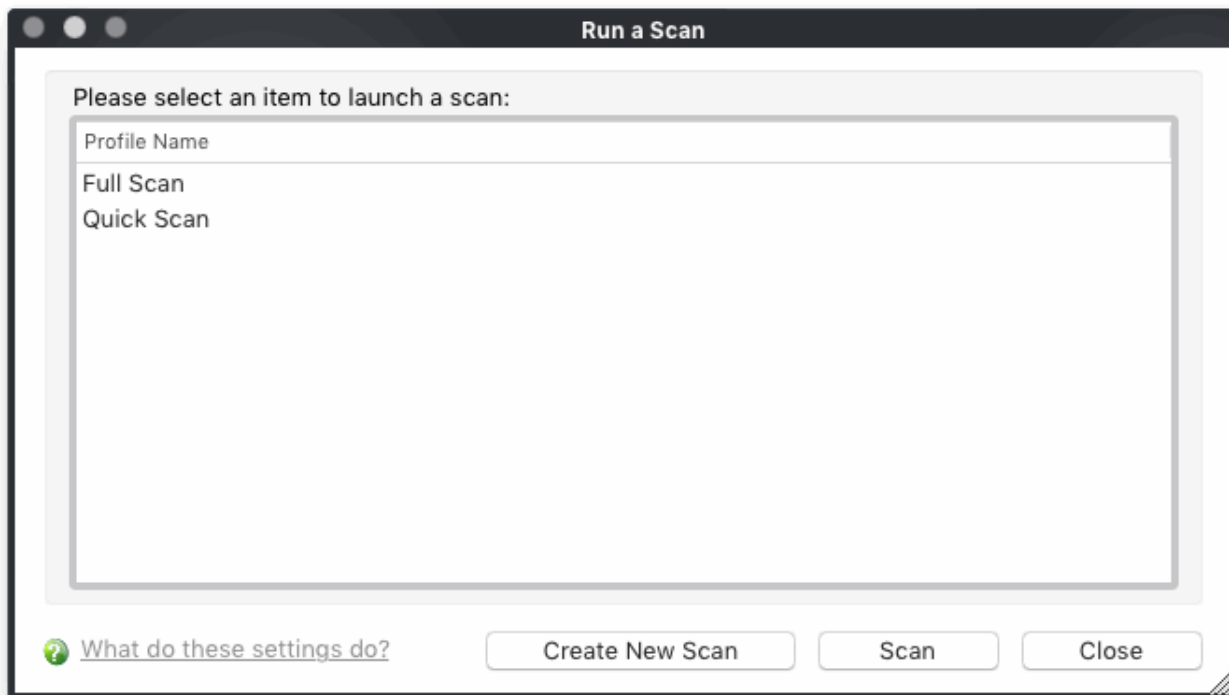 Run a Scan
Please select an item to launch a scan:
Profile Name
Full Scan
Quick Scan
What do these settings do?
Create New Scan
Scan
Close